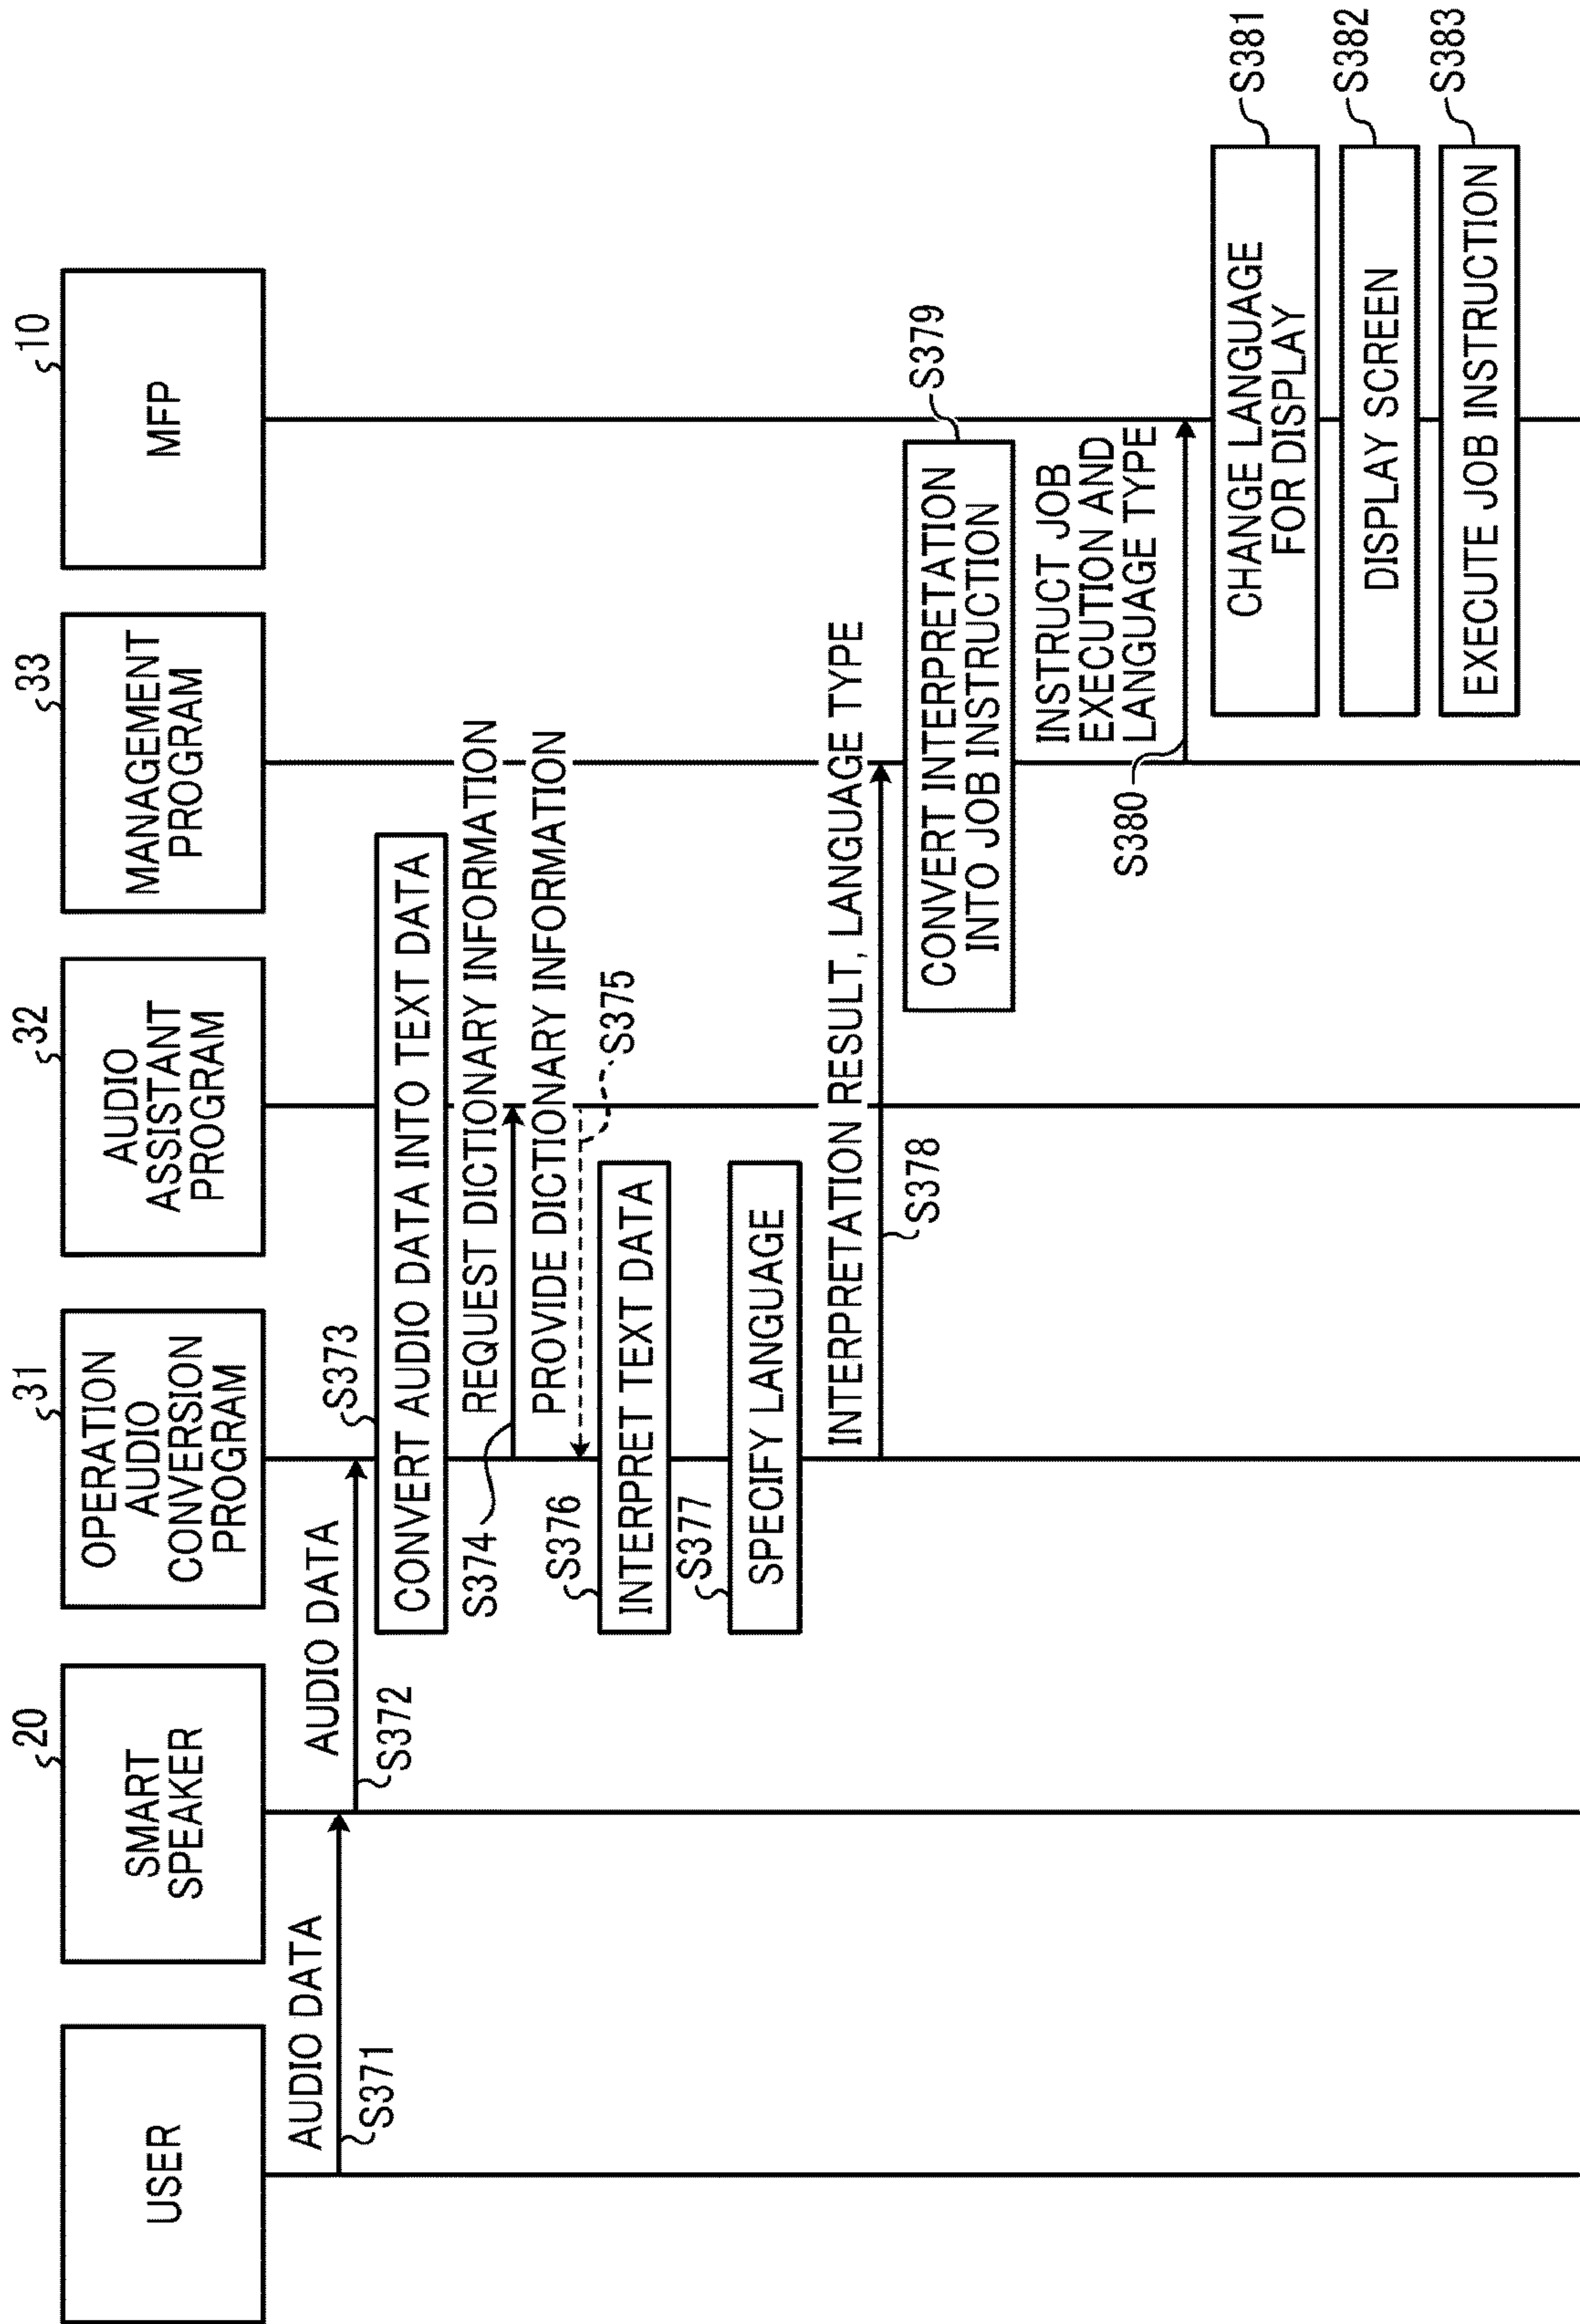 USER
20
SMART
SPEAKER
31
OPERATION
AUDIO
CONVERSION
PROGRAM
32
AUDIO
ASSISTANT
PROGRAM
33
MANAGEMENT
PROGRAM
10
MFP
AUDIO DATA
S371
AUDIO DATA
S372
S373
CONVERT AUDIO DATA INTO TEXT DATA
S374
REQUEST DICTIONARY INFORMATION
PROVIDE DICTIONARY INFORMATION
S375
S376
INTERPRET TEXT DATA
S377
SPECIFY LANGUAGE
INTERPRETATION RESULT, LANGUAGE TYPE
S378
S379
CONVERT INTERPRETATION
INTO JOB INSTRUCTION
INSTRUCT JOB
EXECUTION AND
LANGUAGE TYPE
S380
CHANGE LANGUAGE
FOR DISPLAY
S381
DISPLAY SCREEN
S382
EXECUTE JOB INSTRUCTION
S383